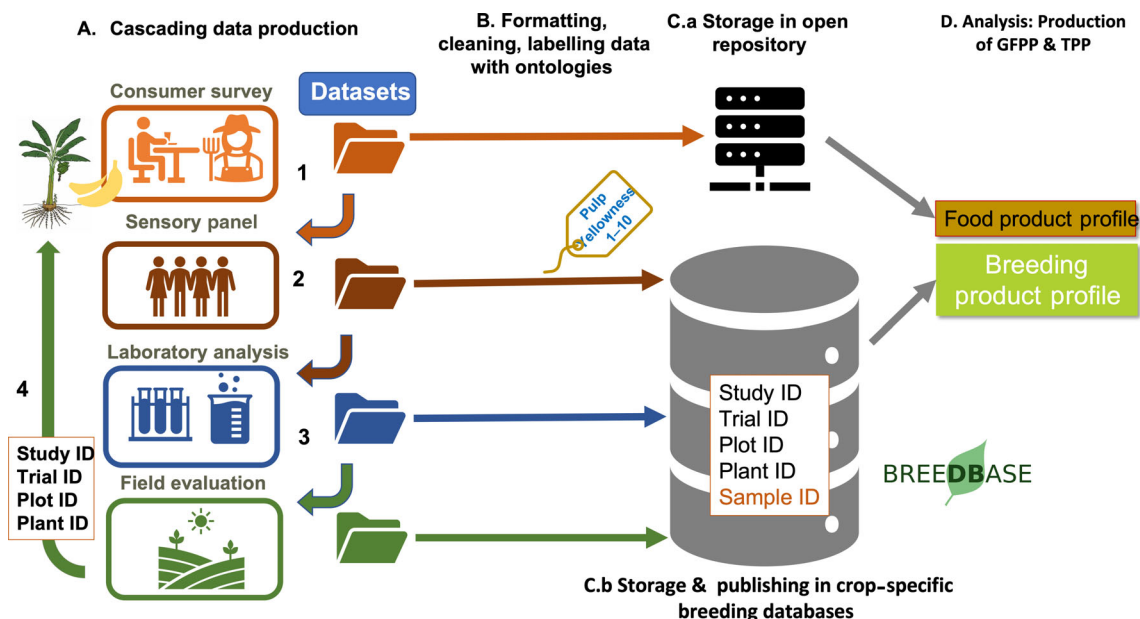 A. Cascading data production
B. Formatting,
cleaning, labelling data
with ontologies
C.a Storage in open
repository
D. Analysis: Production
of GFPP & TPP
Consumer survey
Datasets
1
Sensory panel
2
Pulp
Yellowness
1–10
Laboratory analysis
3
4
Study ID
Trial ID
Plot ID
Plant ID
Field evaluation
Food product profile
Breeding
product profile
Study ID
Trial ID
Plot ID
Plant ID
Sample ID
BREEDBASE
C.b Storage & publishing in crop–specific
breeding databases